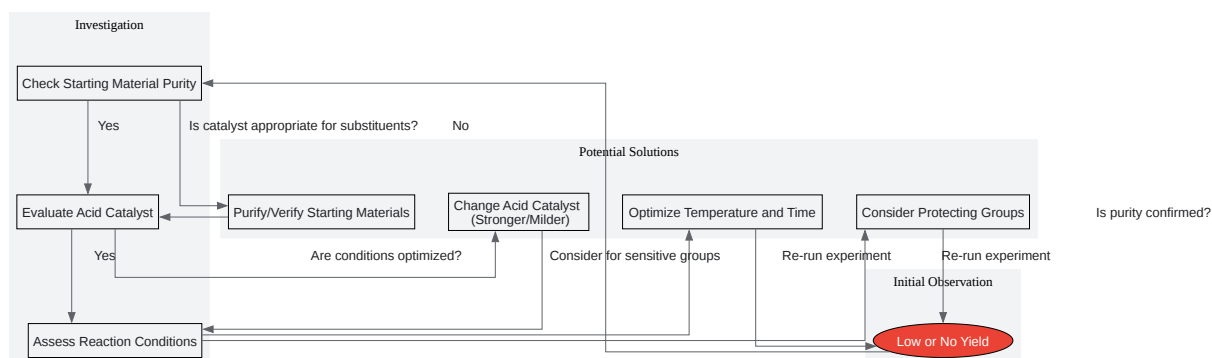 Investigation
Check Starting Material Purity
Yes
Is catalyst appropriate for substituents?
No
Potential Solutions
Evaluate Acid Catalyst
Purify/Verify Starting Materials
Change Acid Catalyst
(Stronger/Milder)
Optimize Temperature and Time
Consider Protecting Groups
Is purity confirmed?
Yes
Are conditions optimized?
Consider for sensitive groups
Re-run experiment
Re-run experiment
Initial Observation
Assess Reaction Conditions
Low or No Yield